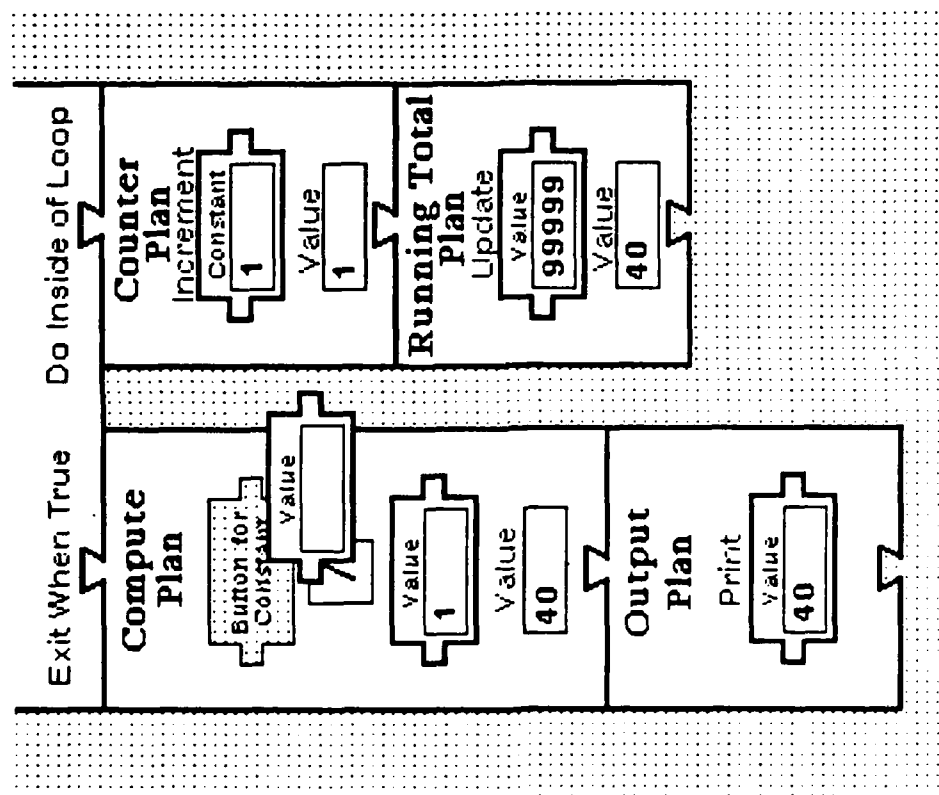 Exit When True
Do Inside of Loop
Compute
Plan
Button for
Constant
Value
/
Value
1
Value
40
Output
Plan
Print
Value
40
Counter
Plan
Increment
Constant
1
Value
1
Running Total
Plan
Update
Value
99999
Value
40